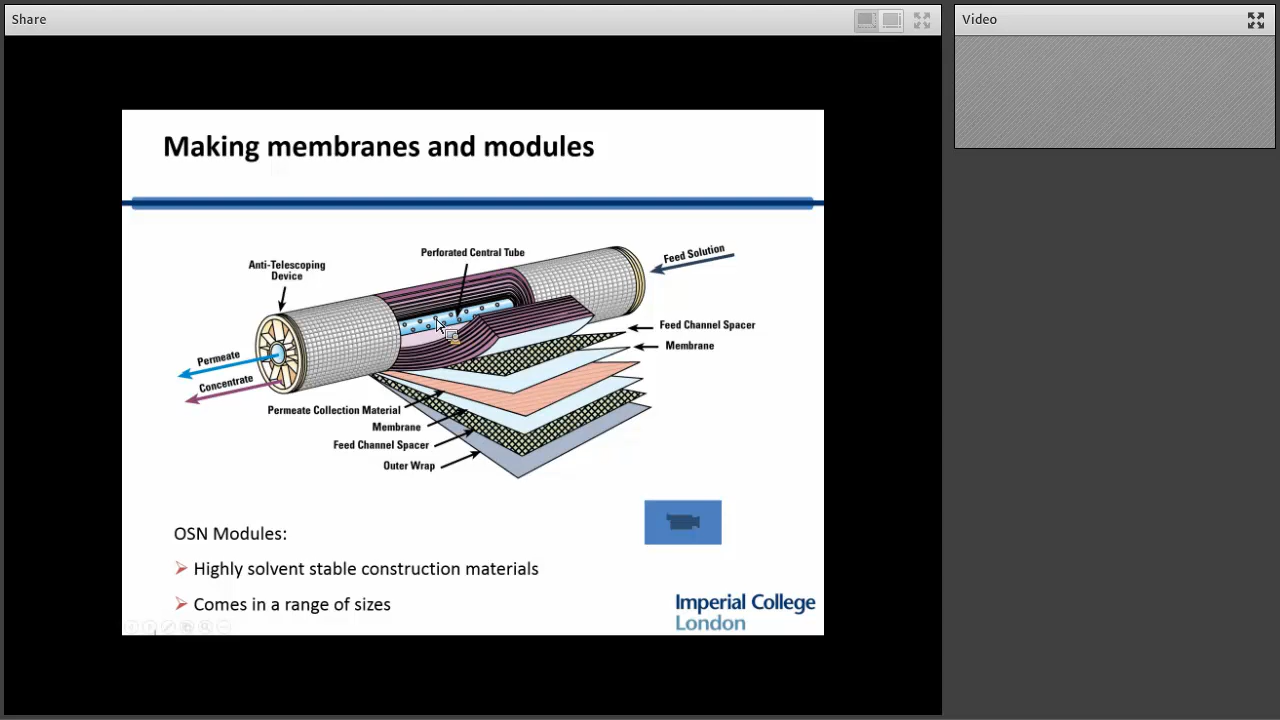 Share
Video
Making membranes and modules
Perforated Central Tube
Feed Solution
Anti-Telescoping
Device
Feed Channel Spacer
Membrane
Permeate
Concentrate
Permeate Collection Material
Membrane
Feed Channel Spacer
Outer Wrap
OSN Modules:
Highly solvent stable construction materials
Comes in a range of sizes
Imperial College
London